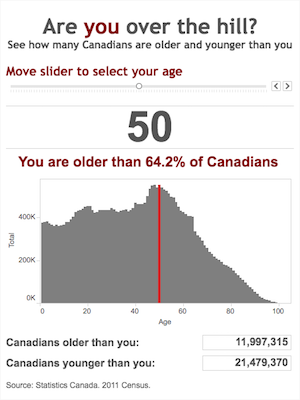 Are you over the hill?
See how many Canadians are older and younger than you
Move slider to select your age
50
You are older than 64.2% of Canadians
Total
400K
200K
0K
0 20 40 60 80 100
Age
Canadians older than you: 11,997,315
Canadians younger than you: 21,479,370
Source: Statistics Canada. 2011 Census.